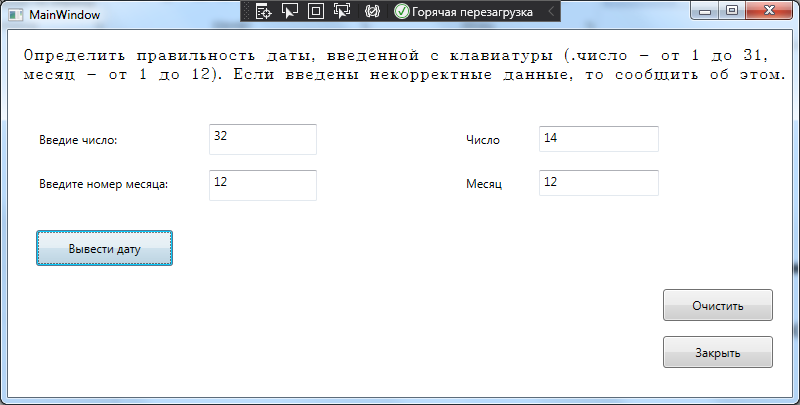 MainWindow
Горячая перезагрузка
Определить правильность даты, введенной с клавиатуры (.число - от 1 до 31,
месяц - от 1 до 12). Если введены некорректные данные, то сообщить об этом.
Введие число: 32 Число 14
Введите номер месяца: 12 Месяц 12
Вывести дату
Очистить
Закрыть